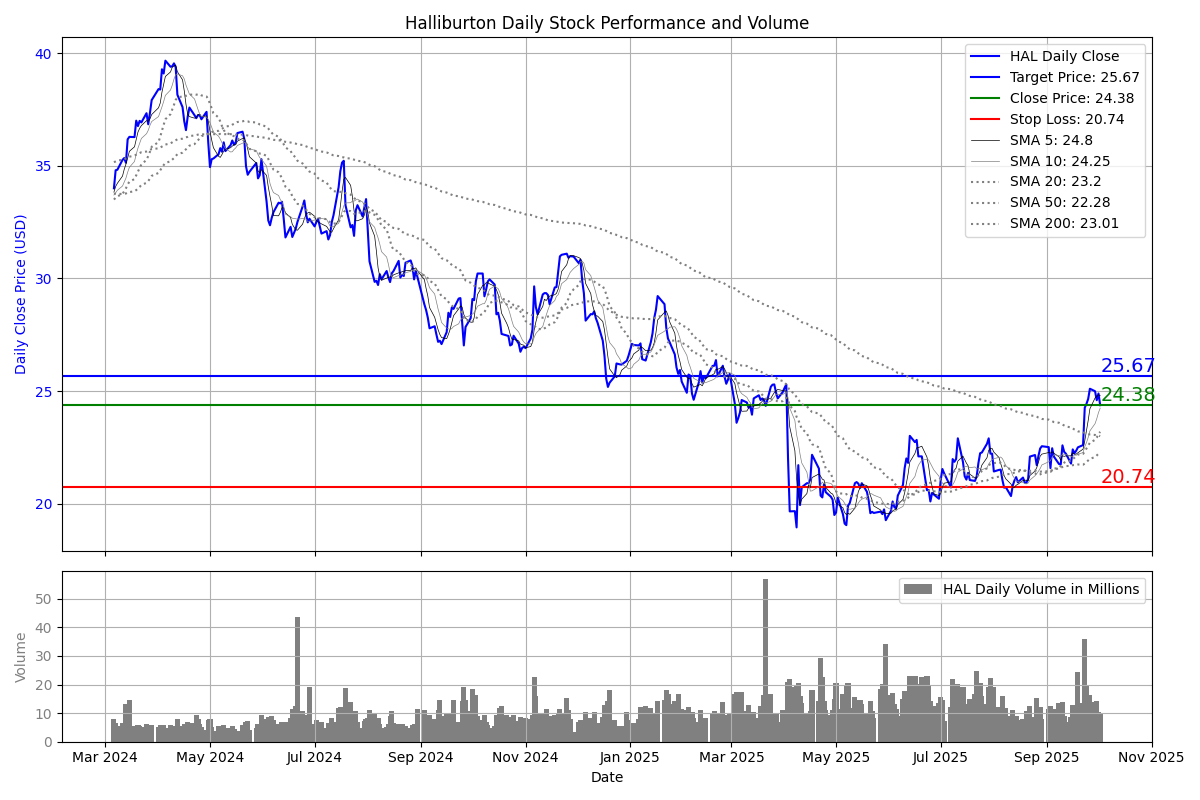 Halliburton Daily Stock Performance and Volume
Daily Close Price (USD)
40
35
30
25
20
HAL Daily Close
Target Price: 25.67
Close Price: 24.38
Stop Loss: 20.74
SMA 5: 24.8
SMA 10: 24.25
SMA 20: 23.2
SMA 50: 22.28
SMA 200: 23.01
25.67
24.38
20.74
Volume
50
40
30
20
10
0
HAL Daily Volume in Millions
Mar 2024 May 2024 Jul 2024 Sep 2024 Nov 2024 Jan 2025 Mar 2025 May 2025 Jul 2025 Sep 2025 Nov 2025
Date